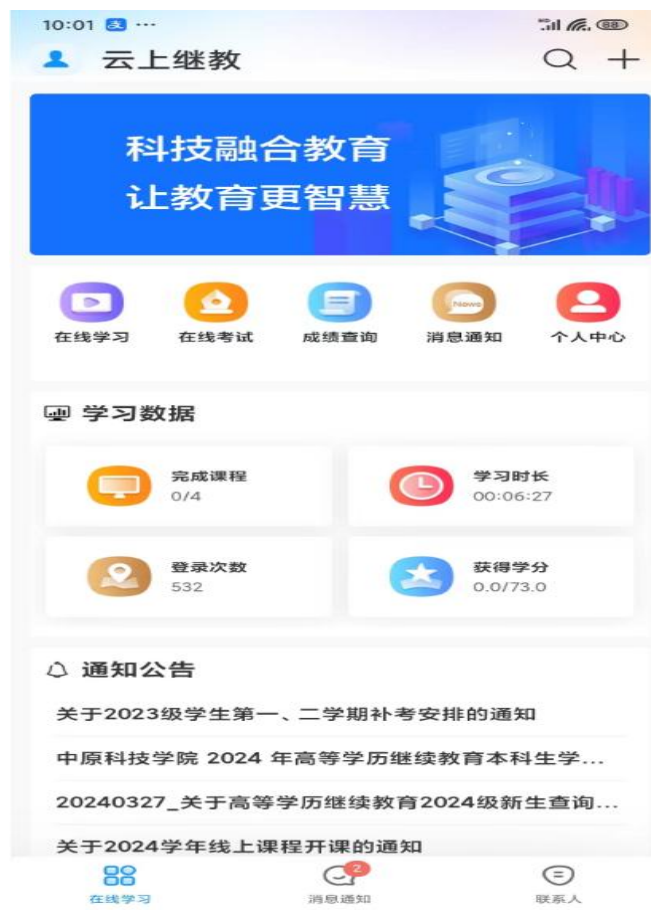 10:01 ···
88
云上继教
科技融合教育
让教育更智慧
News
在线学习 在线考试 成绩查询 消息通知 个人中心
学习数据
完成课程
0/4
学习时长
00:06:27
登录次数
532
获得学分
0.0/73.0
通知公告
关于2023级学生第一、二学期补考安排的通知
中原科技学院 2024 年高等学历继续教育本科生学...
20240327_关于高等学历继续教育2024级新生查询...
关于2024学年线上课程开课的通知
2
在线学习 消息通知 联系人